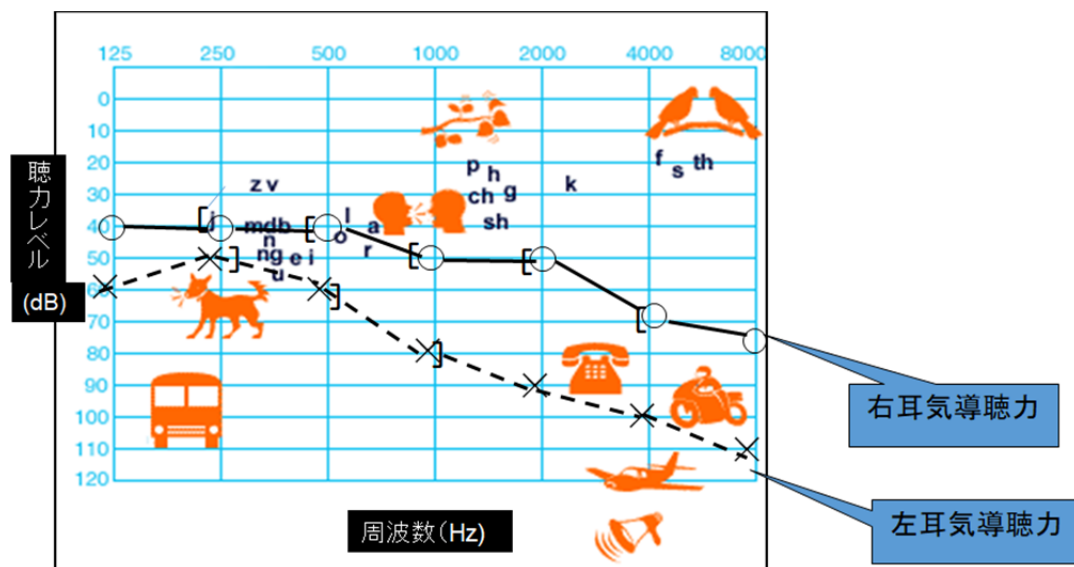 125 250 500 1000 2000 4000 8000
0
10
20
30
40
50
60
70
80
90
100
110
120
聴力レベル
(dB)
f s th
p h
z v
ch g k
j
mdb l a sh
n o
ng e i r
u
右耳気導聴力
左耳気導聴力
周波数(Hz)